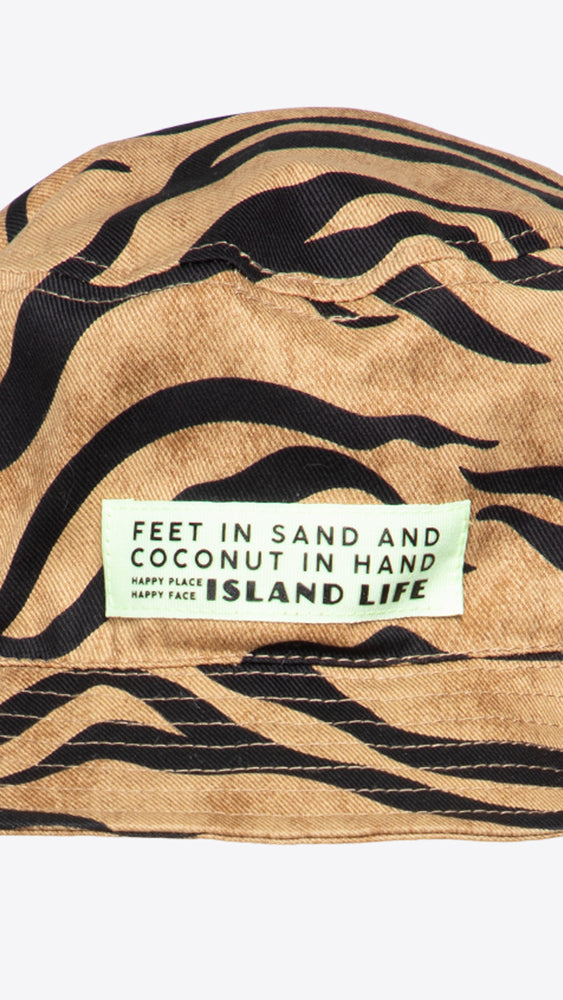 FEET IN SAND AND
COCONUT IN HAND
HAPPY PLACE
HAPPY FACE
ISLAND LIFE